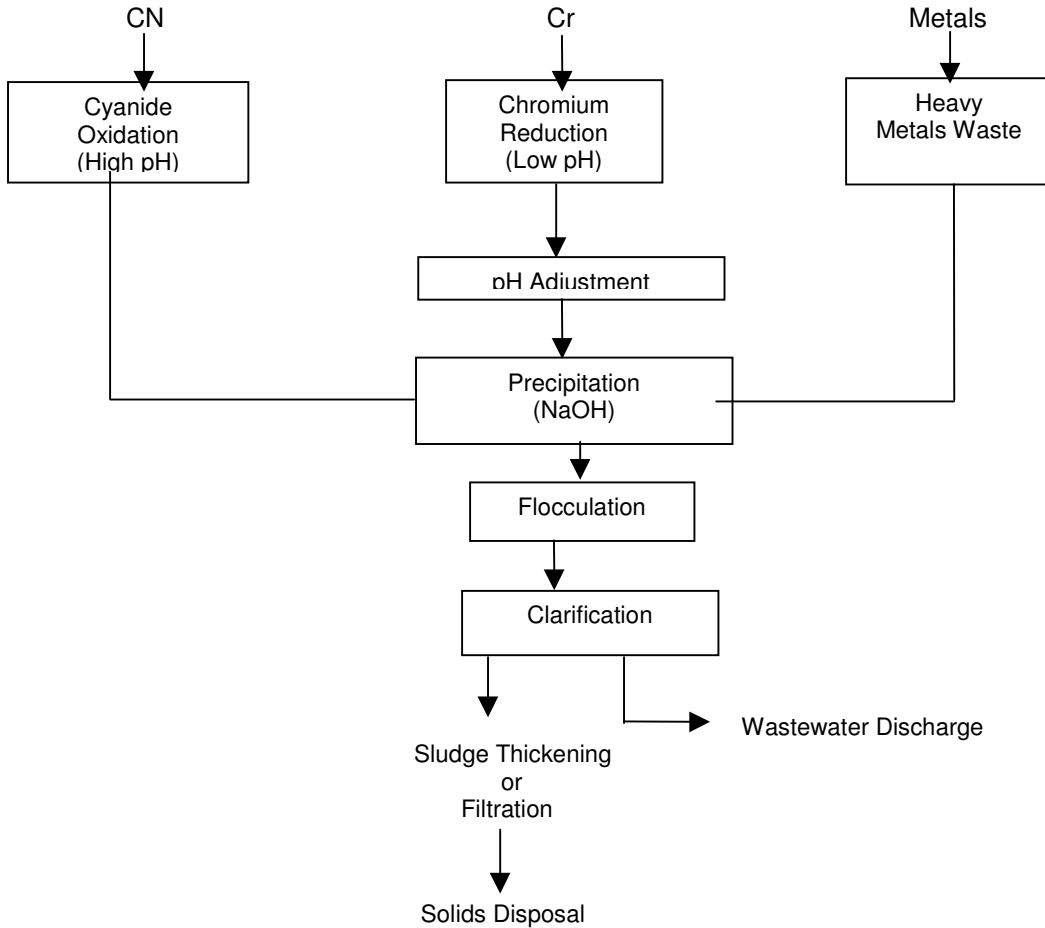 CN
Cr
Metals
Cyanide
Oxidation
(High pH)
Chromium
Reduction
(Low pH)
Heavy
Metals Waste
pH Adjustment
Precipitation
(NaOH)
Flocculation
Clarification
Wastewater Discharge
Sludge Thickening
or
Filtration
Solids Disposal